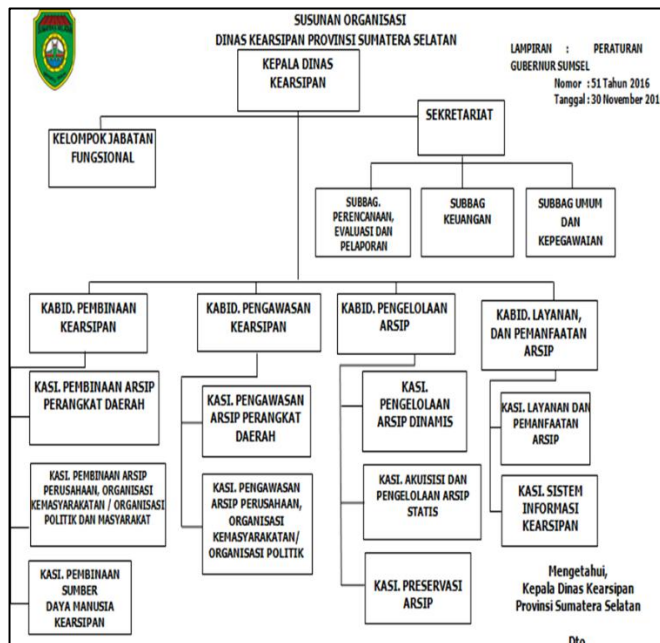 SUSUNAN ORGANISASI
DINAS KEARSIPAN PROVINSI SUMATERA SELATAN
LAMPIRAN : PERATURAN
GUBERNUR SUMSEL
Nomor : 51 Tahun 2016
Tanggal : 30 November 201
KEPALA DINAS
KEARSIPAN
SEKRETARIAT
KELOMPOK JABATAN
FUNGSIONAL
SUBBAG.
PERENCANAAN,
EVALUASI DAN
PELAPORAN
SUBBAG
KEUANGAN
SUBBAG UMUM
DAN
KEPEGAWAIAN
KABID. PEMBINAAN
KEARSIPAN
KABID. PENGAWASAN
KEARSIPAN
KABID. PENGELOLAAN
ARSIP
KABID. LAYANAN,
DAN PEMANFAATAN
ARSIP
KASI. PEMBINAAN ARSIP
PERANGKAT DAERAH
KASI. PENGAWASAN
ARSIP PERANGKAT
DAERAH
KASI.
PENGELOLAAN
ARSIP DINAMIS
KASI. LAYANAN DAN
PEMANFAATAN
ARSIP
KASI. PEMBINAAN ARSIP
PERUSAHAAN, ORGANISASI
KEMASYARAKATAN / ORGANISASI
POLITIK DAN MASYARAKAT
KASI. PENGAWASAN
ARSIP PERUSAHAAN,
ORGANISASI
KEMASYARAKATAN/
ORGANISASI POLITIK
KASI. AKUISISI DAN
PENGELOLAAN ARSIP
STATIS
KASI. SISTEM
INFORMASI
KEARSIPAN
KASI. PEMBINAAN
SUMBER
DAYA MANUSIA
KEARSIPAN
KASI. PRESERVASI
ARSIP
Mengetahui,
Kepala Dinas Kearsipan
Provinsi Sumatera Selatan
Dto